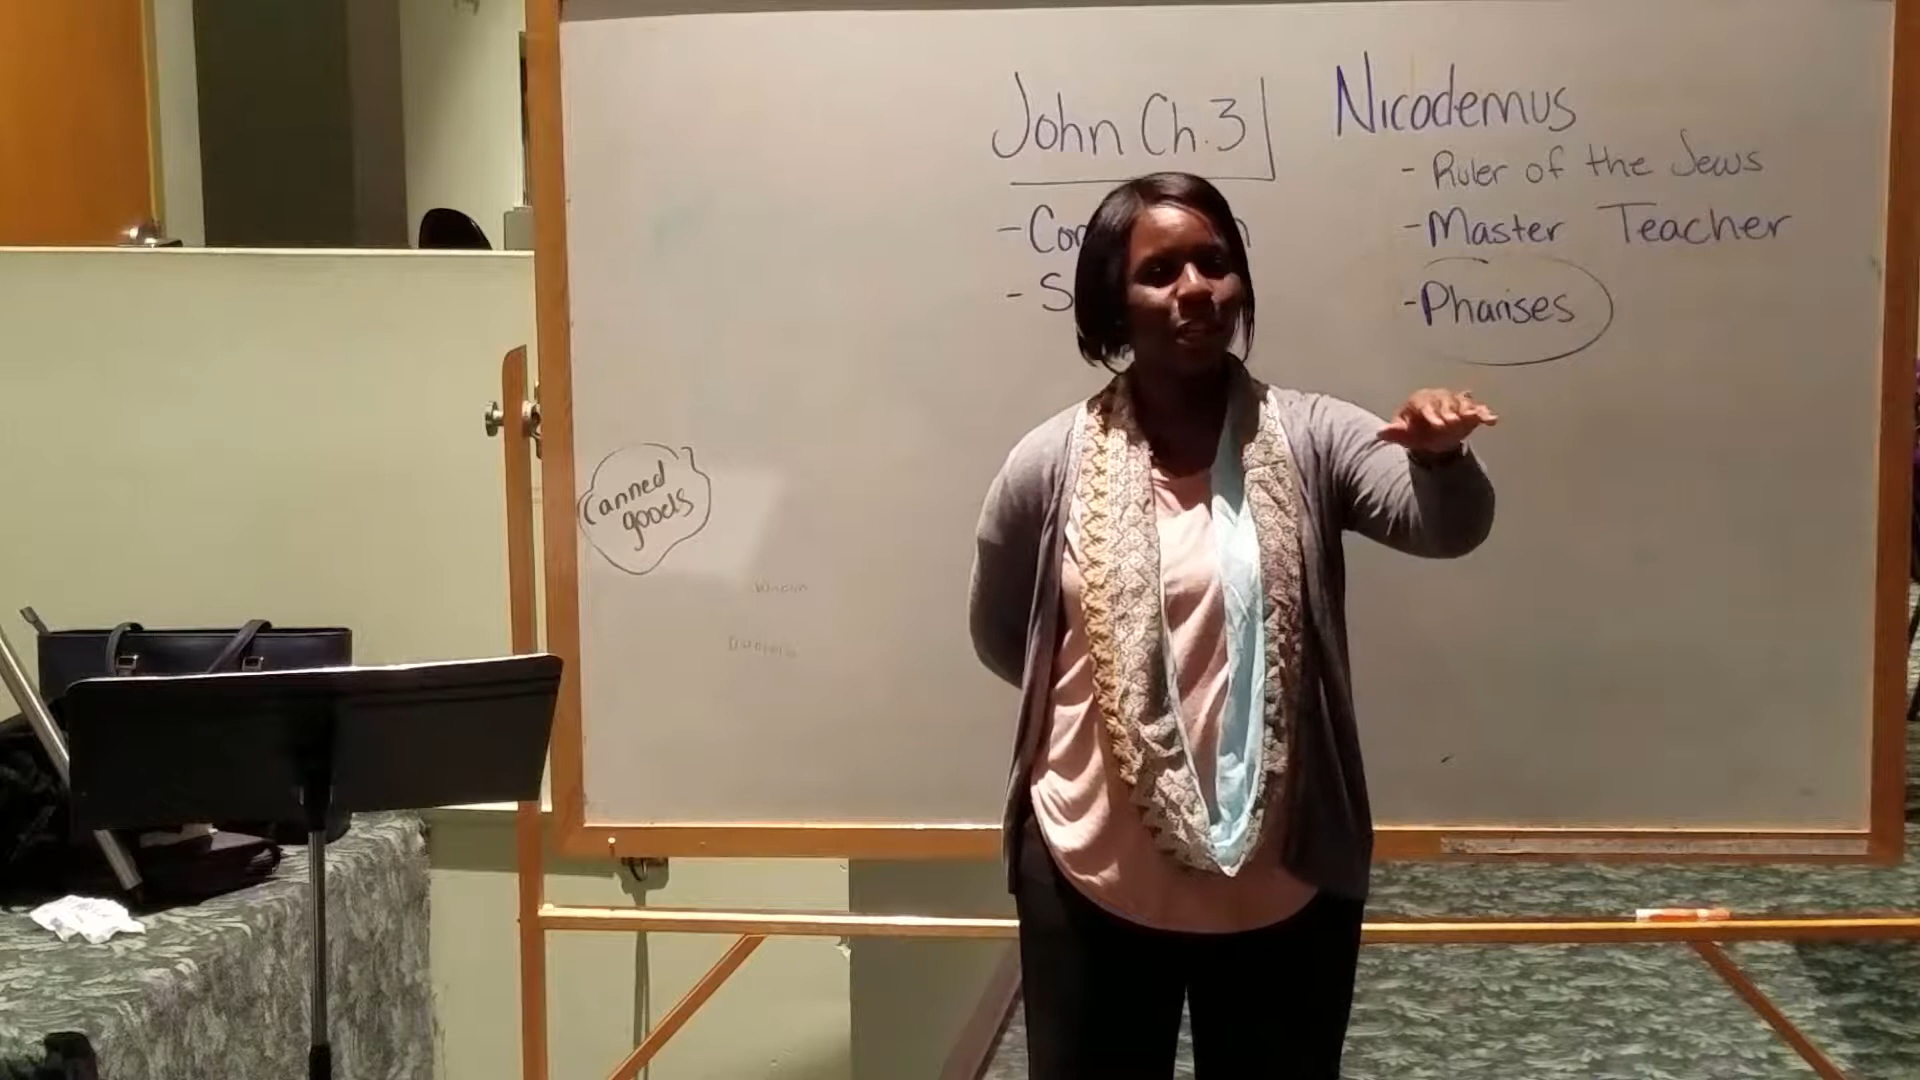 John Ch.3
Nicodemus
- Ruler of the Jews
- Master Teacher
- Pharises
Canned
goods